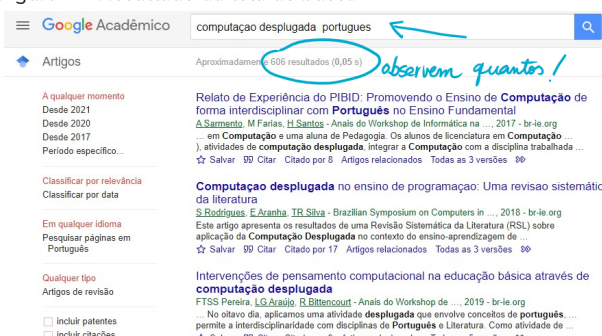 Google Acadêmico
computaçao desplugada portugues
Artigos
Aproximadamente 606 resultados (0,05 s)
observem quantos!
A qualquer momento
Desde 2021
Desde 2020
Desde 2017
Período específico...
Classificar por relevância
Classificar por data
Em qualquer idioma
Pesquisar páginas em
Português
Qualquer tipo
Artigos de revisão
incluir patentes
incluir citações
Relato de Experiência do PIBID: Promovendo o Ensino de Computação de
forma interdisciplinar com Português no Ensino Fundamental
A Sarmento, M Farias, H Santos - Anais do Workshop de Informática na ..., 2017 - br-ie.org
... em Computação e uma aluna de Pedagogia. Os alunos de licenciatura em Computação ...
), atividades de computação desplugada, integrar a Computação com a disciplina trabalhada ...
Salvar Citar Citado por 8 Artigos relacionados Todas as 3 versões
Computaçao desplugada no ensino de programaçao: Uma revisao sistemátic
da literatura
S Rodrigues, E Aranha, TR Silva - Brazilian Symposium on Computers in ..., 2018 - br-ie.org
Este artigo apresenta os resultados de uma Revisão Sistemática da Literatura (RSL) sobre
aplicação da Computação Desplugada no contexto do ensino-aprendizagem de ...
Salvar Citar Citado por 17 Artigos relacionados Todas as 3 versões
Intervenções de pensamento computacional na educação básica através de
computação desplugada
FTSS Pereira, LG Araújo, R Bittencourt - Anais do Workshop de ..., 2019 - br-ie.org
... No oitavo dia, aplicamos uma atividade desplugada que envolve conceitos de português, ...
permite a interdisciplinaridade com disciplinas de Português e Literatura. Como atividade de ...